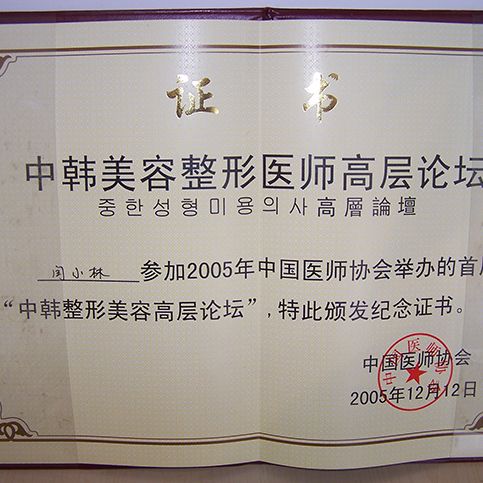 证书
中韩美容整形医师高层论坛
중한성형미용의사高層論壇
闫小林 参加2005年中国医师协会举办的首届
“中韩整形美容高层论坛”，特此颁发纪念证书。
中国医师协会
2005年12月12日